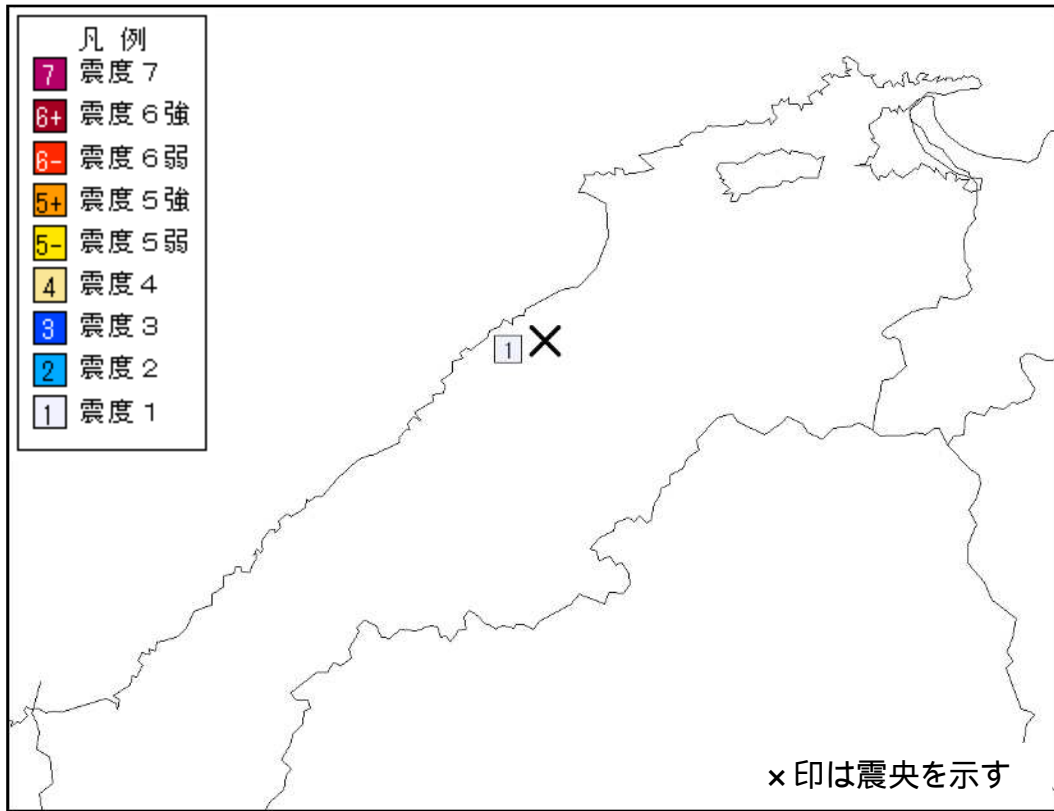 凡 例
7 震度７
6+ 震度６強
6- 震度６弱
5+ 震度５強
5- 震度５弱
4 震度４
3 震度３
2 震度２
1 震度１
1
×印は震央を示す